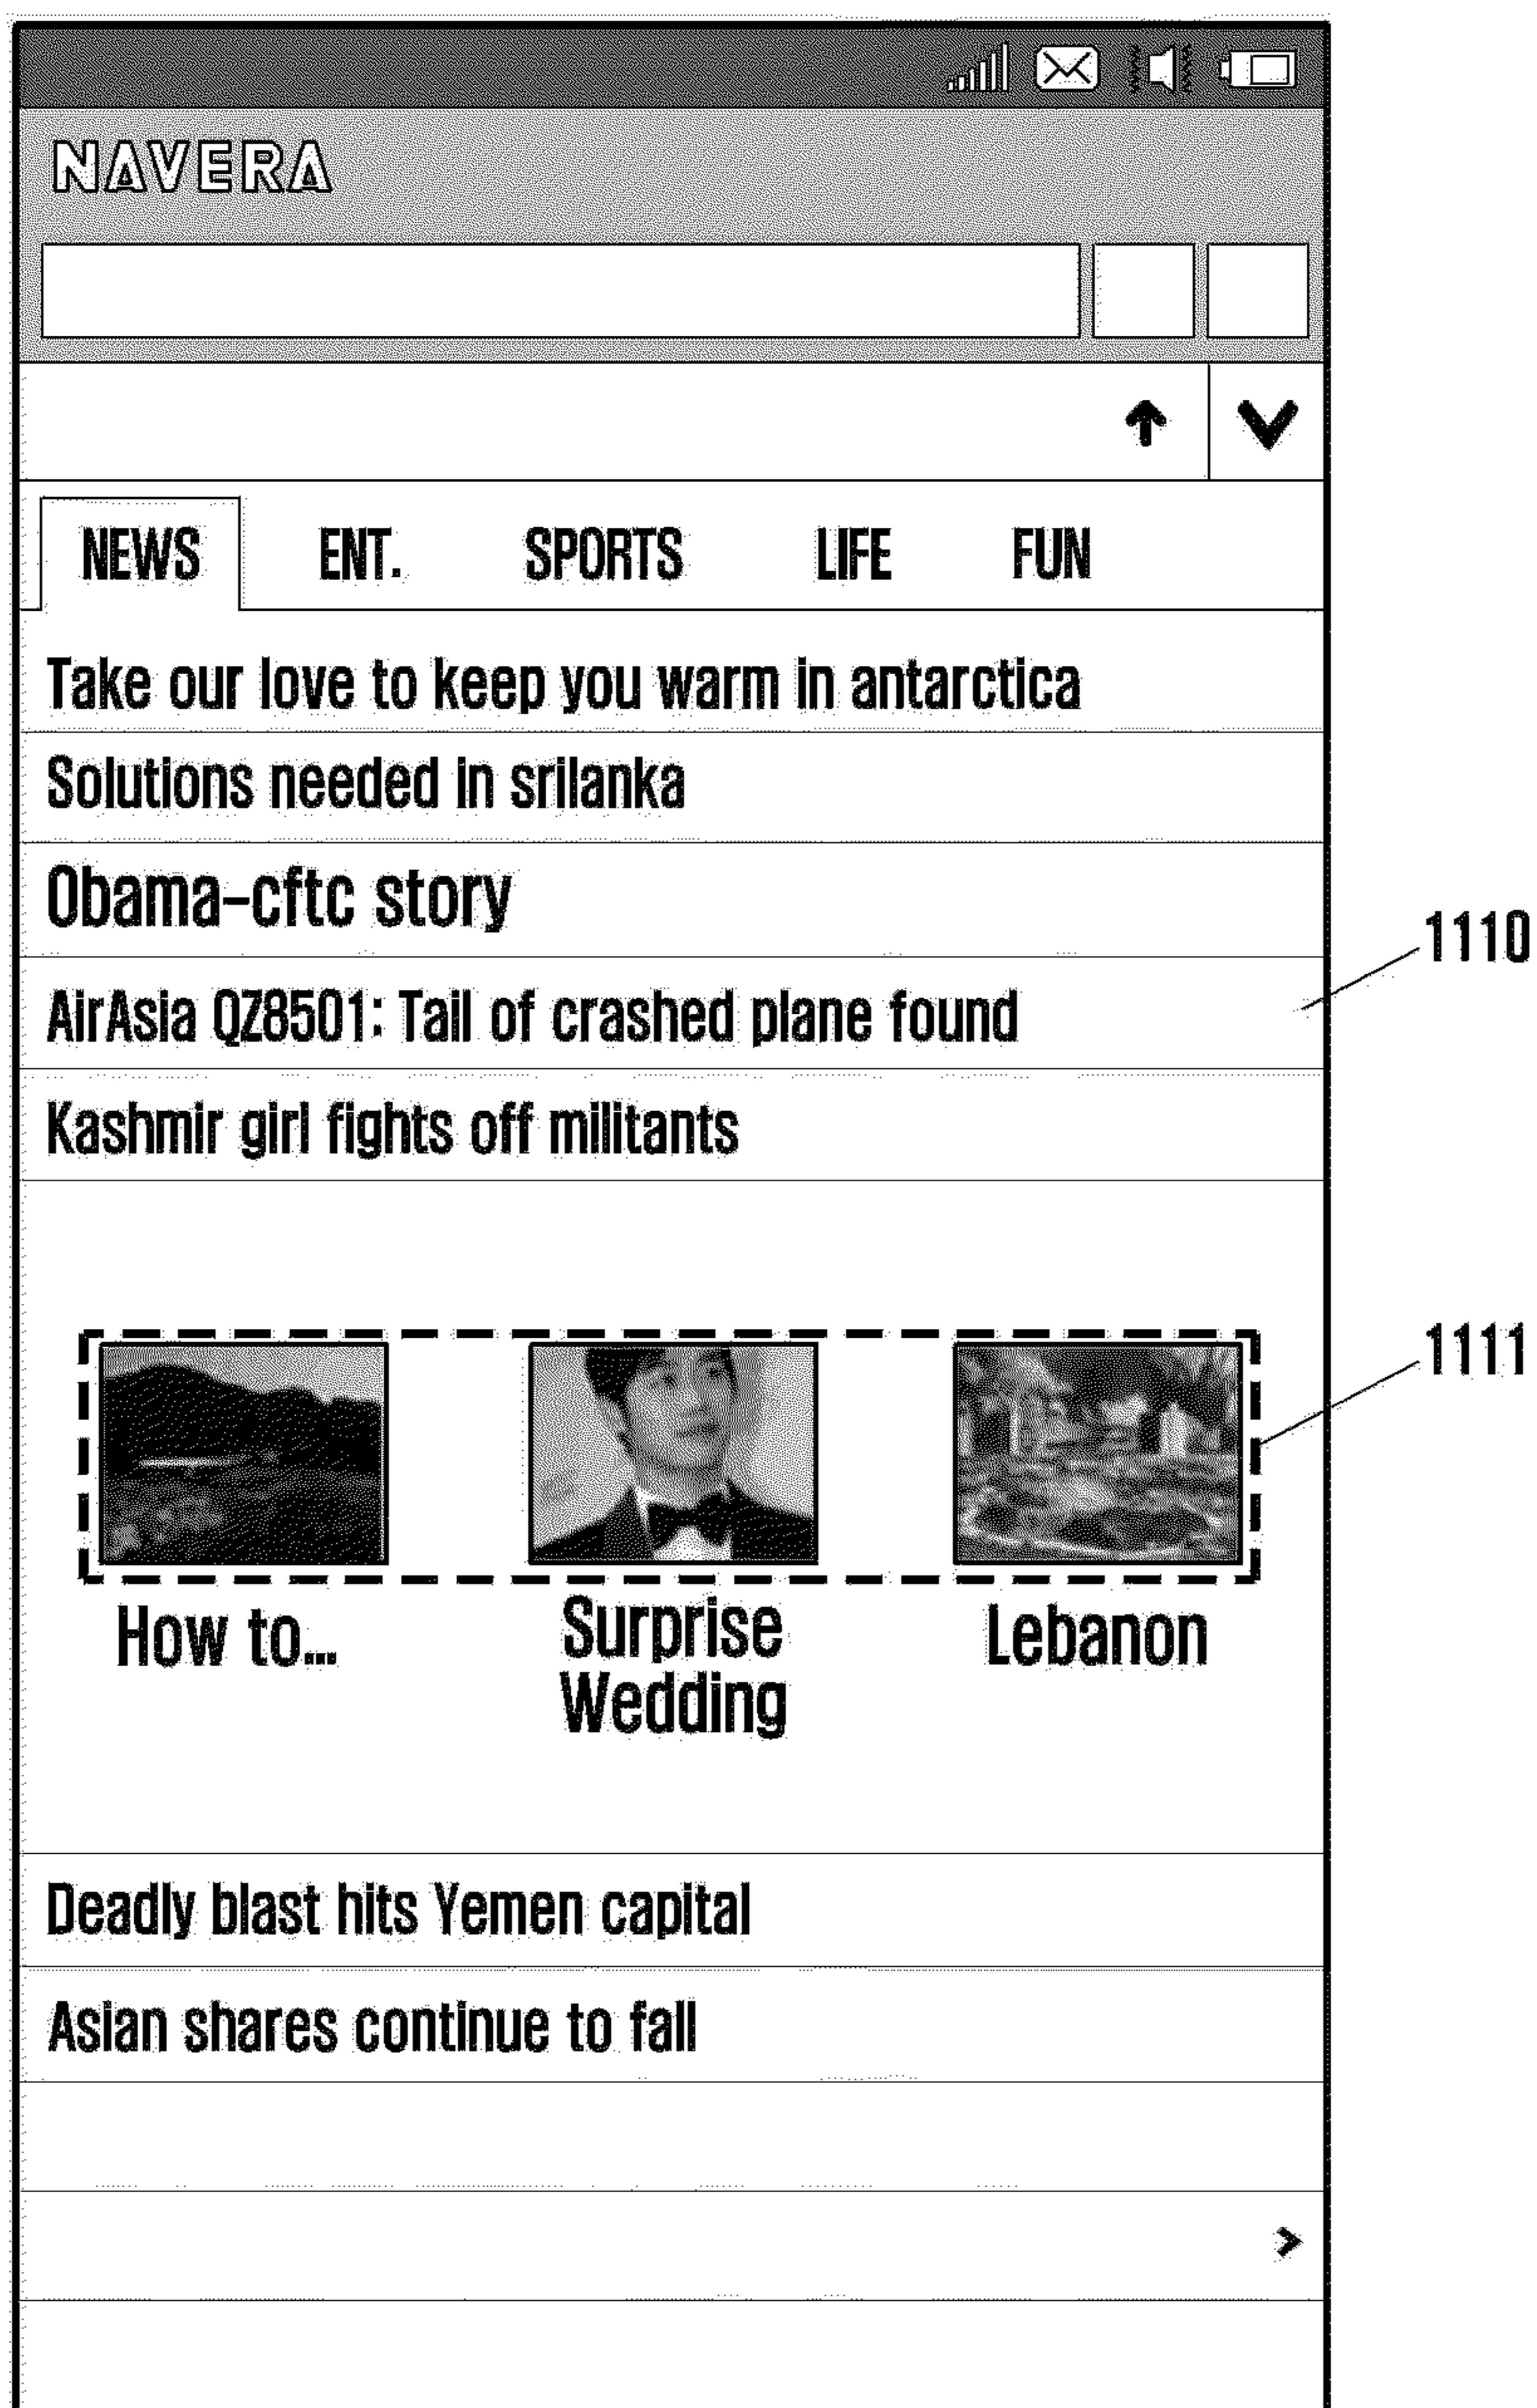 NAVERA
NEWS ENT. SPORTS LIFE FUN
Take our love to keep you warm in antarctica
Solutions needed in srilanka
Obama-cftc story
1110
AirAsia QZ8501: Tail of crashed plane found
Kashmir girl fights off militants
1111
How to... Surprise Lebanon
Wedding
Deadly blast hits Yemen capital
Asian shares continue to fall